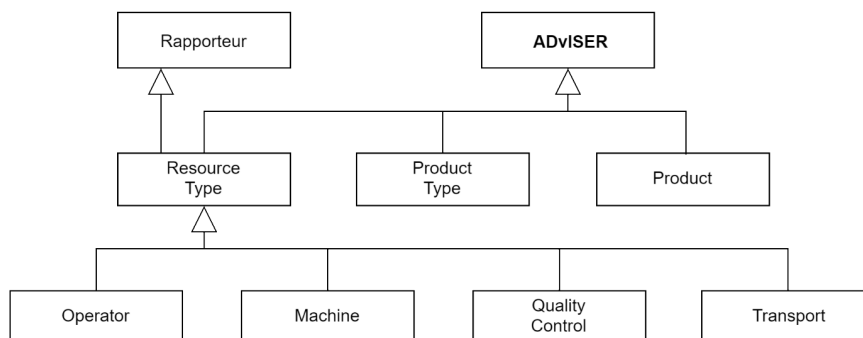 Rapporteur
ADvISER
Resource
Type
Product
Type
Product
Operator
Machine
Quality
Control
Transport